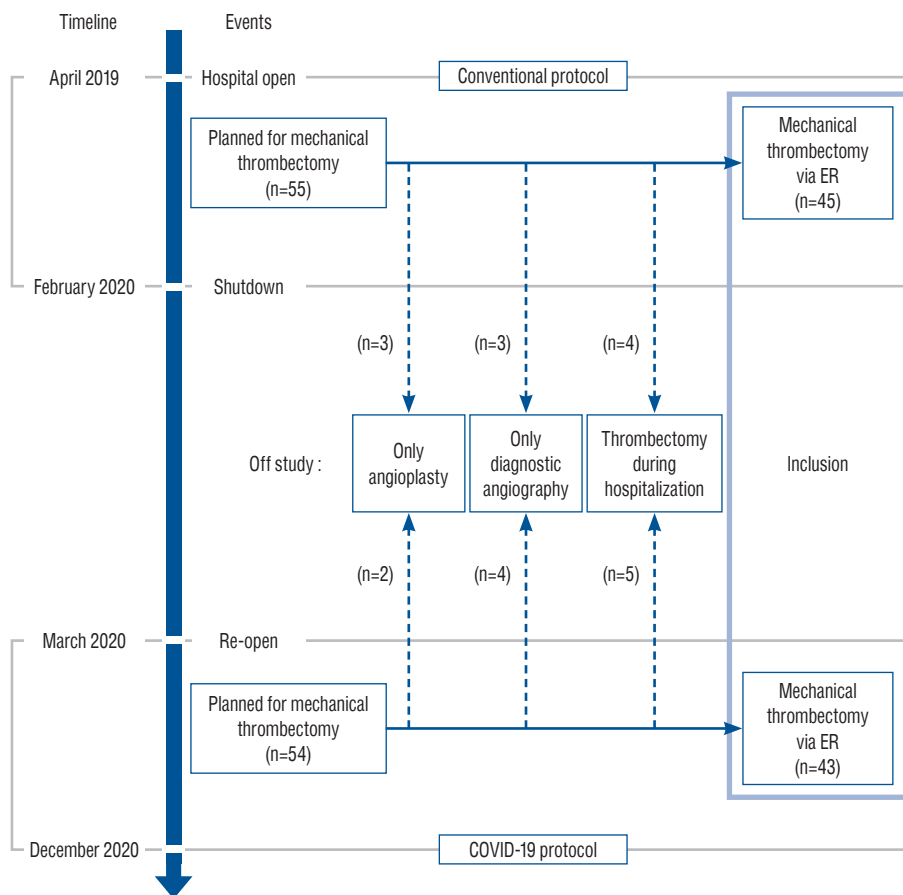 Timeline
Events
April 2019
Hospital open
Conventional protocol
Planned for mechanical
thrombectomy
(n=55)
Mechanical
thrombectomy
via ER
(n=45)
February 2020
Shutdown
(n=3)
(n=3)
(n=4)
Off study :
Only
angioplasty
Only
diagnostic
angiography
Thrombectomy
during
hospitalization
Inclusion
(n=2)
(n=4)
(n=5)
March 2020
Re-open
Planned for mechanical
thrombectomy
(n=54)
Mechanical
thrombectomy
via ER
(n=43)
December 2020
COVID-19 protocol